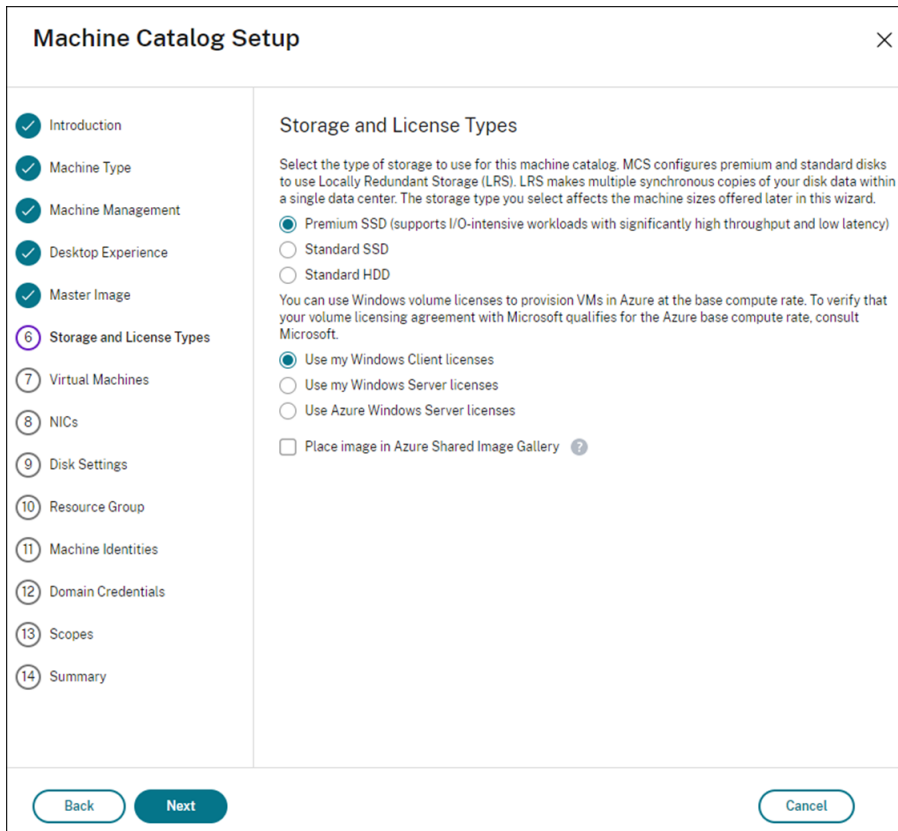 Machine Catalog Setup
Introduction
Machine Type
Machine Management
Desktop Experience
Master Image
6 Storage and License Types
7 Virtual Machines
8 NICs
9 Disk Settings
10 Resource Group
11 Machine Identities
12 Domain Credentials
13 Scopes
14 Summary
Storage and License Types
Select the type of storage to use for this machine catalog. MCS configures premium and standard disks
to use Locally Redundant Storage (LRS). LRS makes multiple synchronous copies of your disk data within
a single data center. The storage type you select affects the machine sizes offered later in this wizard.
Premium SSD (supports I/O-intensive workloads with significantly high throughput and low latency)
Standard SSD
Standard HDD
You can use Windows volume licenses to provision VMs in Azure at the base compute rate. To verify that
your volume licensing agreement with Microsoft qualifies for the Azure base compute rate, consult
Microsoft.
Use my Windows Client licenses
Use my Windows Server licenses
Use Azure Windows Server licenses
Place image in Azure Shared Image Gallery ?
Back
Next
Cancel